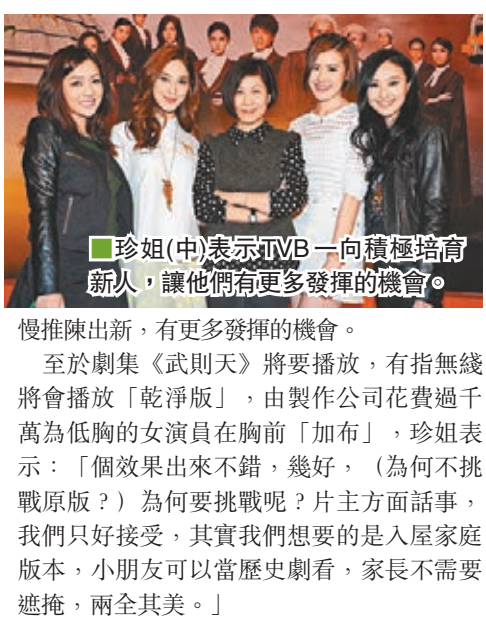 ■珍姐(中)表示TVB一向積極培育
新人，讓他們有更多發揮的機會。
慢推陳出新，有更多發揮的機會。
至於劇集《武則天》將要播放，有指無綫
將會播放「乾淨版」，由製作公司花費過千
萬為低胸的女演員在胸前「加布」，珍姐表
示：「個效果出來不錯，幾好，（為何不挑
戰原版？）為何要挑戰呢？片主方面話事，
我們只好接受，其實我們想要的是入屋家庭
版本，小朋友可以當歷史劇看，家長不需要
遮掩，兩全其美。」